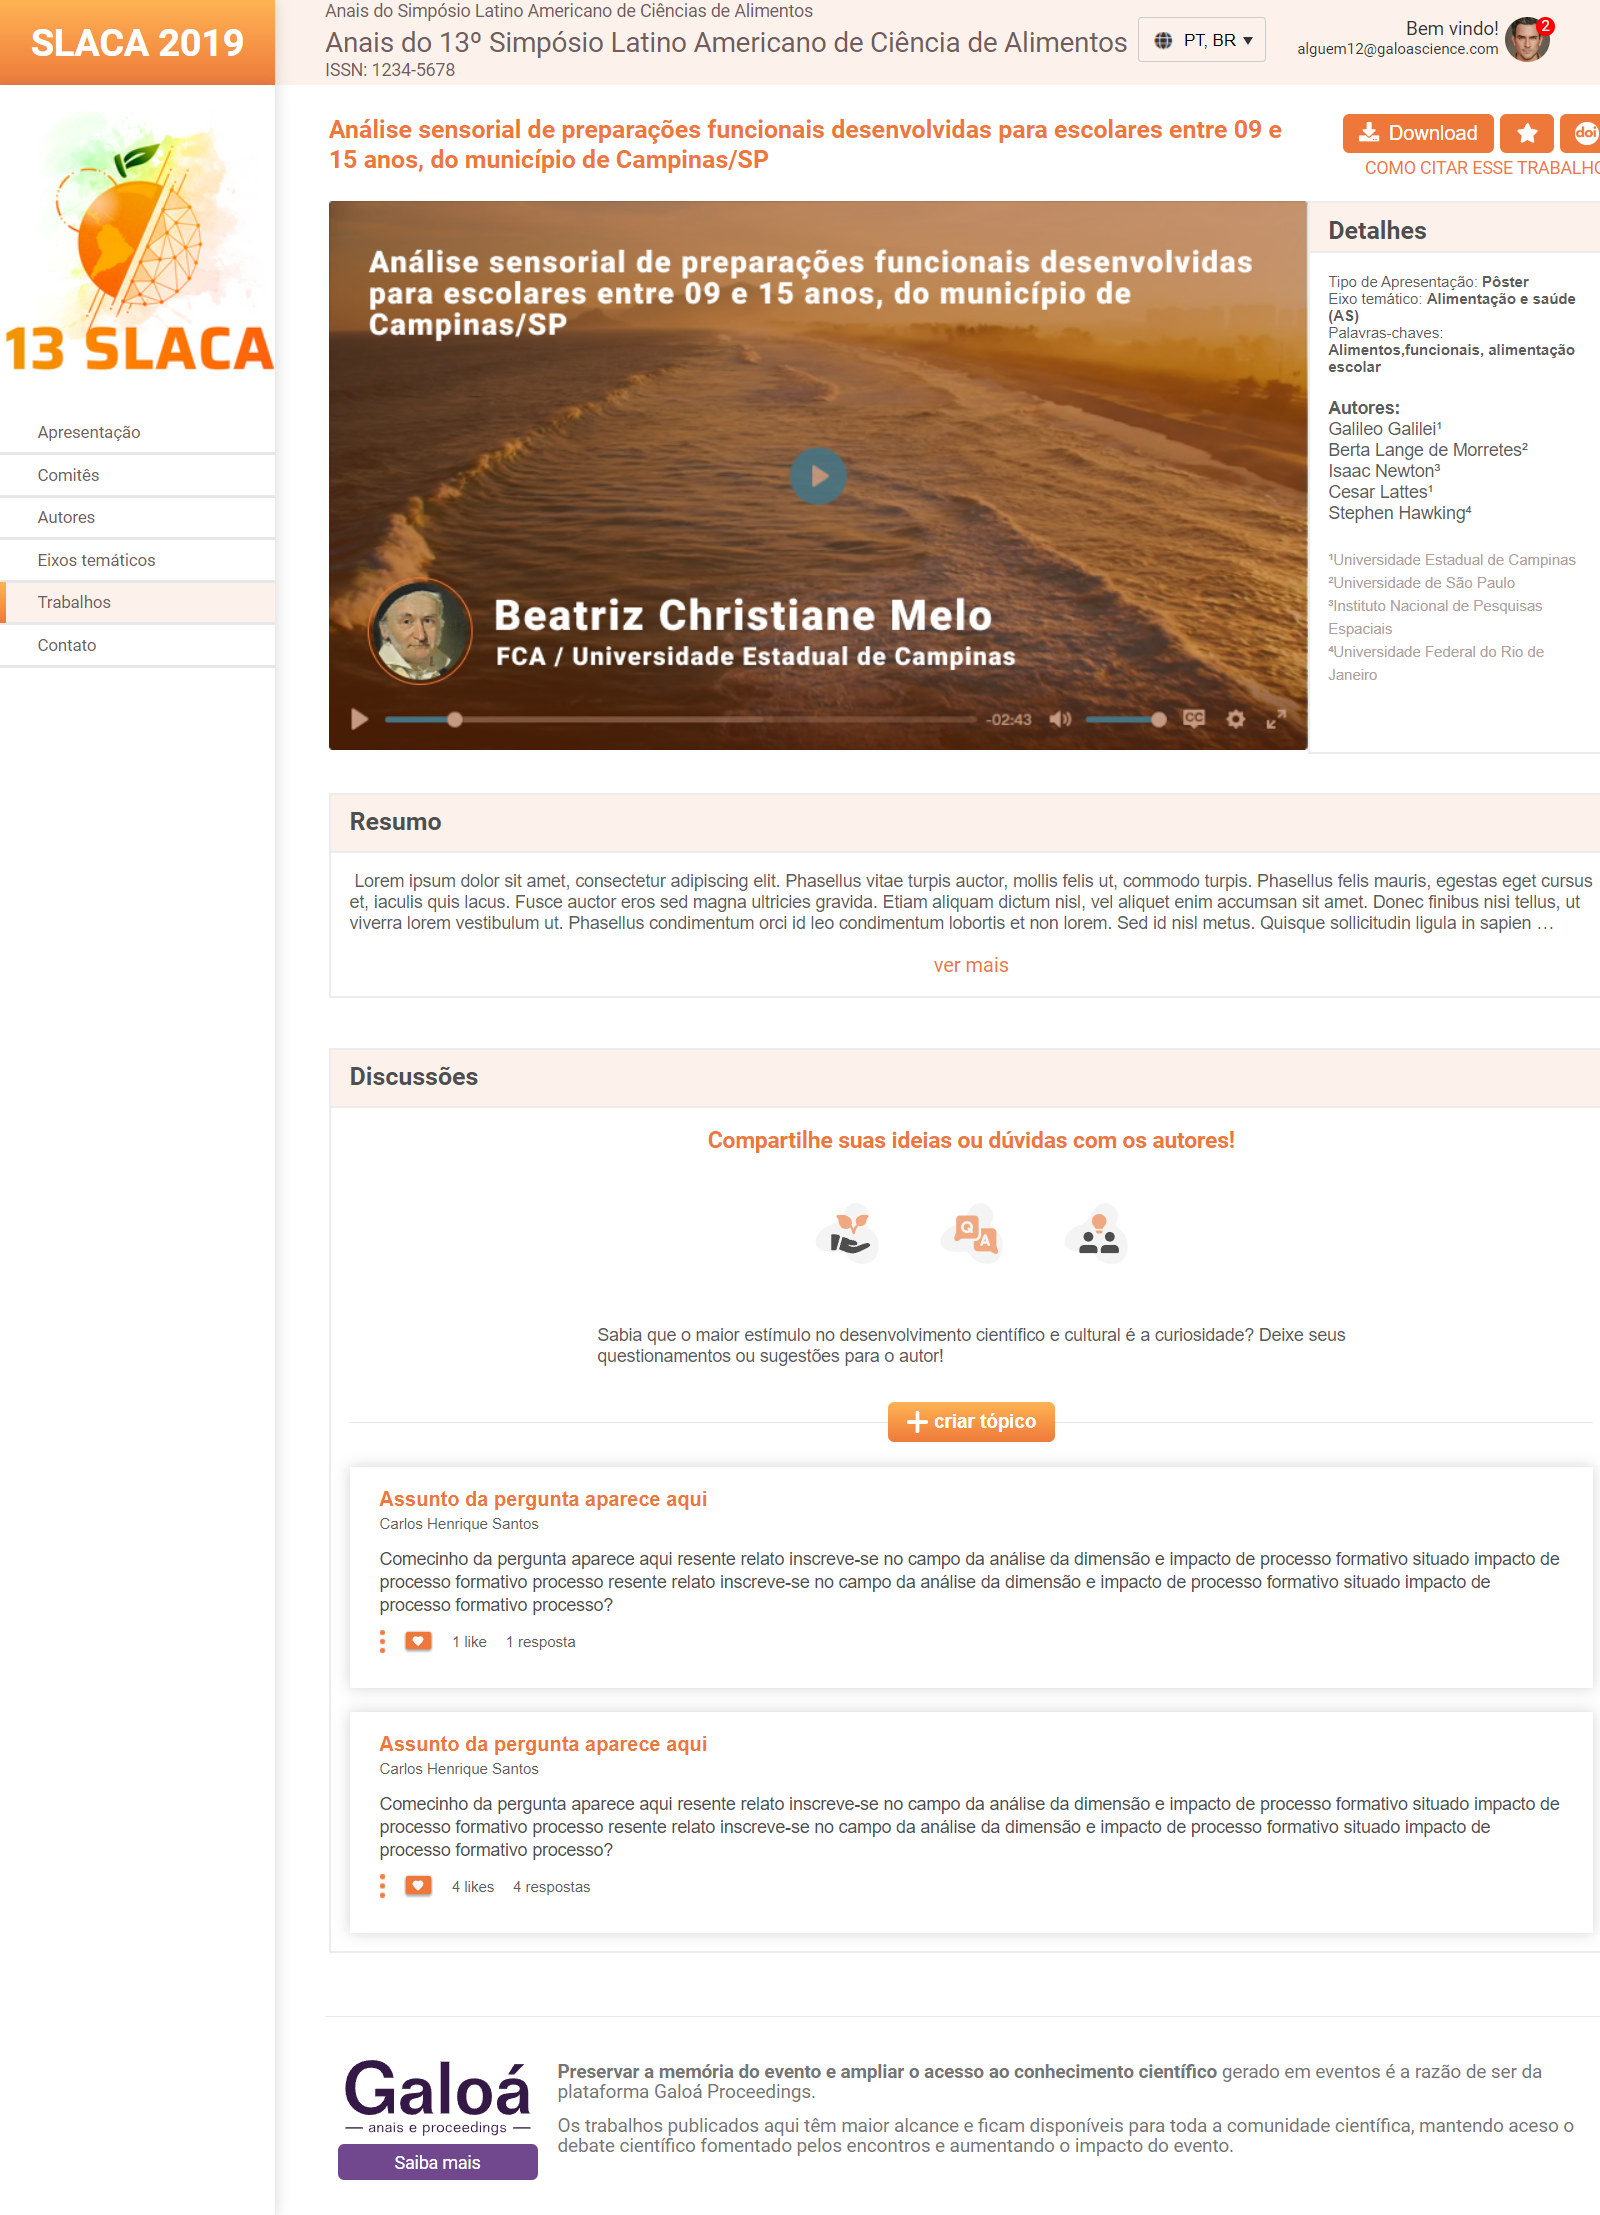 SLACA 2019
Anais do Simpósio Latino Americano de Ciências de Alimentos
Anais do 13º Simpósio Latino Americano de Ciência de Alimentos
ISSN: 1234-5678
PT, BR
Bem vindo!
alguem12@galoascience.com
2
13 SLACA
Apresentação
Comitês
Autores
Eixos temáticos
Trabalhos
Contato
Análise sensorial de preparações funcionais desenvolvidas para escolares entre 09 e
15 anos, do município de Campinas/SP
Download
doi
COMO CITAR ESSE TRABALHO
Análise sensorial de preparações funcionais desenvolvidas
para escolares entre 09 e 15 anos, do município de
Campinas/SP
Beatriz Christiane Melo
FCA / Universidade Estadual de Campinas
-02:43
CC
Detalhes
Tipo de Apresentação: Pôster
Eixo temático: Alimentação e saúde
(AS)
Palavras-chaves:
Alimentos,funcionais, alimentação
escolar
Autores:
Galileo Galilei¹
Berta Lange de Morretes²
Isaac Newton³
Cesar Lattes¹
Stephen Hawking⁴
¹Universidade Estadual de Campinas
²Universidade de São Paulo
³Instituto Nacional de Pesquisas
Espaciais
⁴Universidade Federal do Rio de
Janeiro
Resumo
Lorem ipsum dolor sit amet, consectetur adipiscing elit. Phasellus vitae turpis auctor, mollis felis ut, commodo turpis. Phasellus felis mauris, egestas eget cursus
et, iaculis quis lacus. Fusce auctor eros sed magna ultricies gravida. Etiam aliquam dictum nisl, vel aliquet enim accumsan sit amet. Donec finibus nisi tellus, ut
viverra lorem vestibulum ut. Phasellus condimentum orci id leo condimentum lobortis et non lorem. Sed id nisl metus. Quisque sollicitudin ligula in sapien …
ver mais
Discussões
Compartilhe suas ideias ou dúvidas com os autores!
Q
A
Sabia que o maior estímulo no desenvolvimento científico e cultural é a curiosidade? Deixe seus
questionamentos ou sugestões para o autor!
criar tópico
Assunto da pergunta aparece aqui
Carlos Henrique Santos
Comecinho da pergunta aparece aqui resente relato inscreve-se no campo da análise da dimensão e impacto de processo formativo situado impacto de
processo formativo processo resente relato inscreve-se no campo da análise da dimensão e impacto de processo formativo situado impacto de
processo formativo processo?
1 like 1 resposta
Assunto da pergunta aparece aqui
Carlos Henrique Santos
Comecinho da pergunta aparece aqui resente relato inscreve-se no campo da análise da dimensão e impacto de processo formativo situado impacto de
processo formativo processo resente relato inscreve-se no campo da análise da dimensão e impacto de processo formativo situado impacto de
processo formativo processo?
4 likes 4 respostas
Galoá
anais e proceedings
Saiba mais
Preservar a memória do evento e ampliar o acesso ao conhecimento científico gerado em eventos é a razão de ser da
plataforma Galoá Proceedings.
Os trabalhos publicados aqui têm maior alcance e ficam disponíveis para toda a comunidade científica, mantendo aceso o
debate científico fomentado pelos encontros e aumentando o impacto do evento.